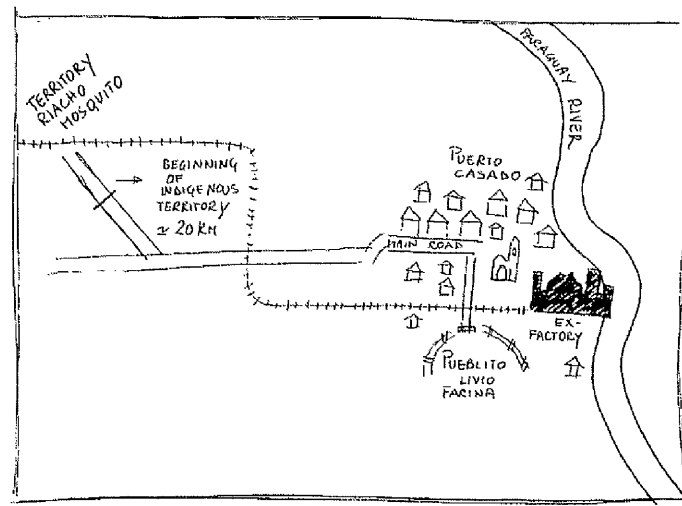 PARAGUAY RIVER
TERRITORY
RIACHO
MOSQUITO
BEGINNING
OF
INDIGENOUS
TERRITORY
≃ 20 KM
PUERTO
CASADO
MAIN ROAD
EX-
FACTORY
PUEBLITO
LIVIO
FARINA